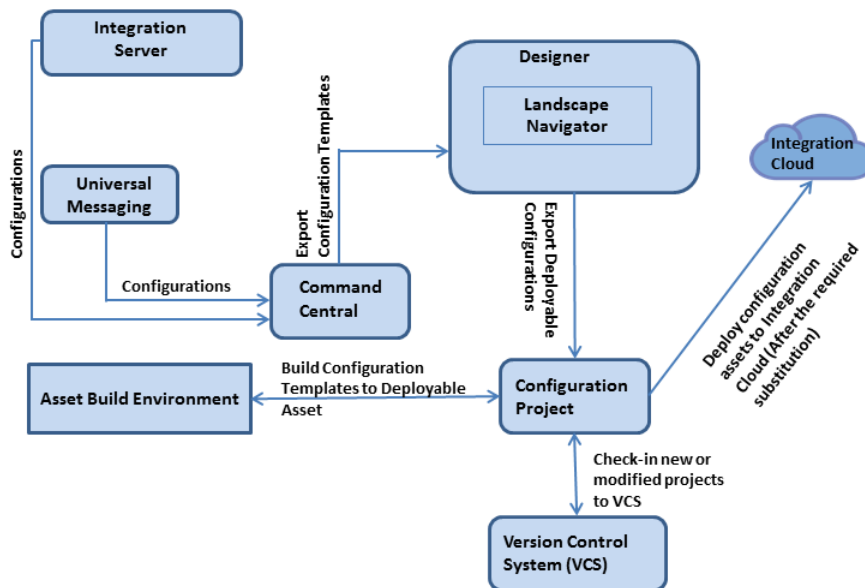 Integration
Server
Designer
Landscape
Navigator
Integration
Cloud
Universal
Messaging
Configurations
Export
Configuration Templates
Configurations
Command
Central
Export Deployable
Configurations
Deploy configuration
assets to Integration
Cloud (After the required
substitution)
Build Configuration
Templates to Deployable
Asset
Asset Build Environment
Configuration
Project
Check-in new or
modified projects
to VCS
Version Control
System (VCS)